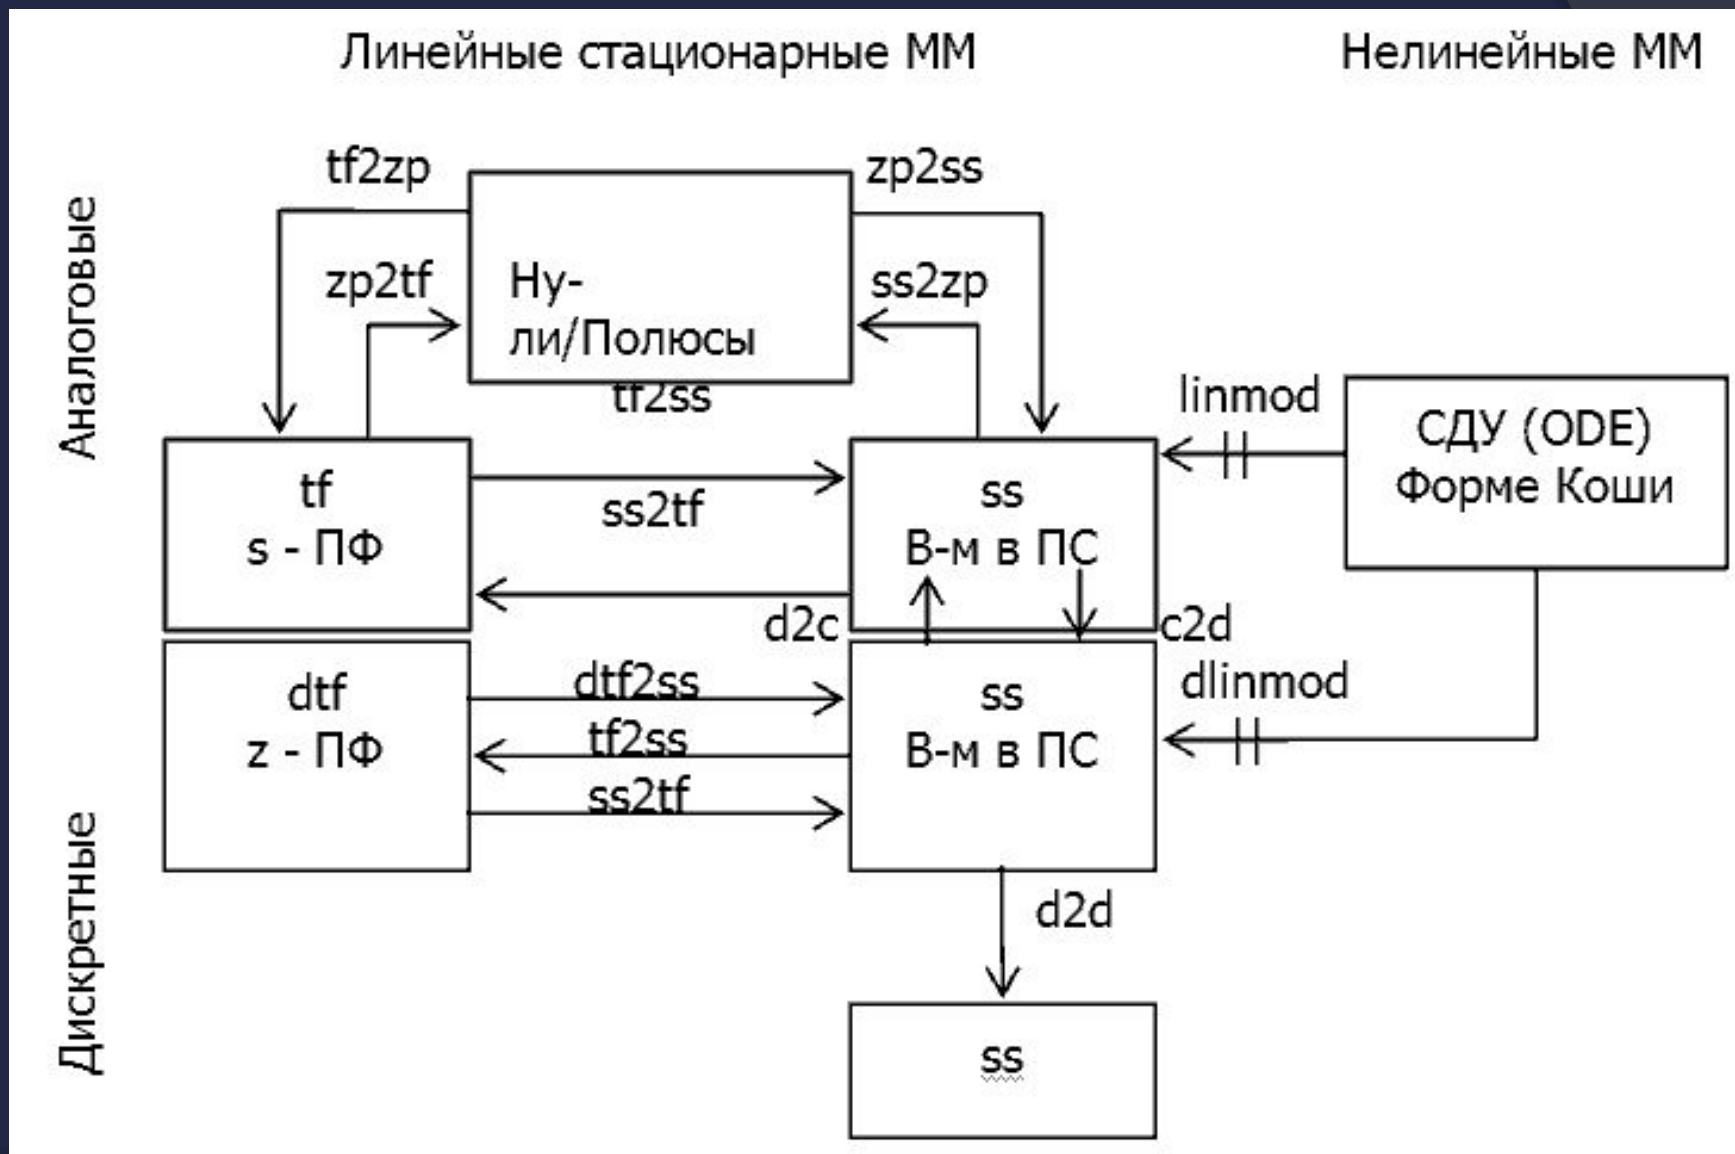 Линейные стационарные ММ
Нелинейные ММ
Аналоговые
tf2zp
zp2ss
zp2tf
Ну-
ли/Полюсы
ss2zp
tf2ss
linmod
СДУ (ODE)
Форме Коши
tf
s - ПФ
ss2tf
ss
В-м в ПС
d2c
c2d
dtf
z - ПФ
dtf2ss
tf2ss
ss2tf
ss
В-м в ПС
dlinmod
Дискретные
d2d
ss